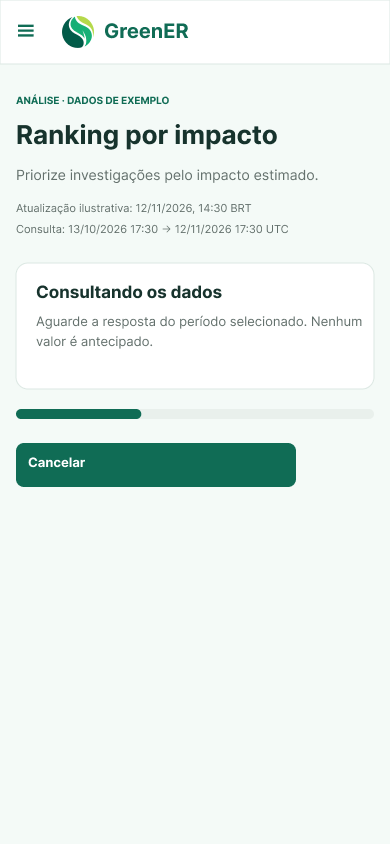 GreenER
ANÁLISE · DADOS DE EXEMPLO
Ranking por impacto
Priorize investigações pelo impacto estimado.
Atualização ilustrativa: 12/11/2026, 14:30 BRT
Consulta: 13/10/2026 17:30 → 12/11/2026 17:30 UTC
Consultando os dados
Aguarde a resposta do período selecionado. Nenhum
valor é antecipado.
Cancelar